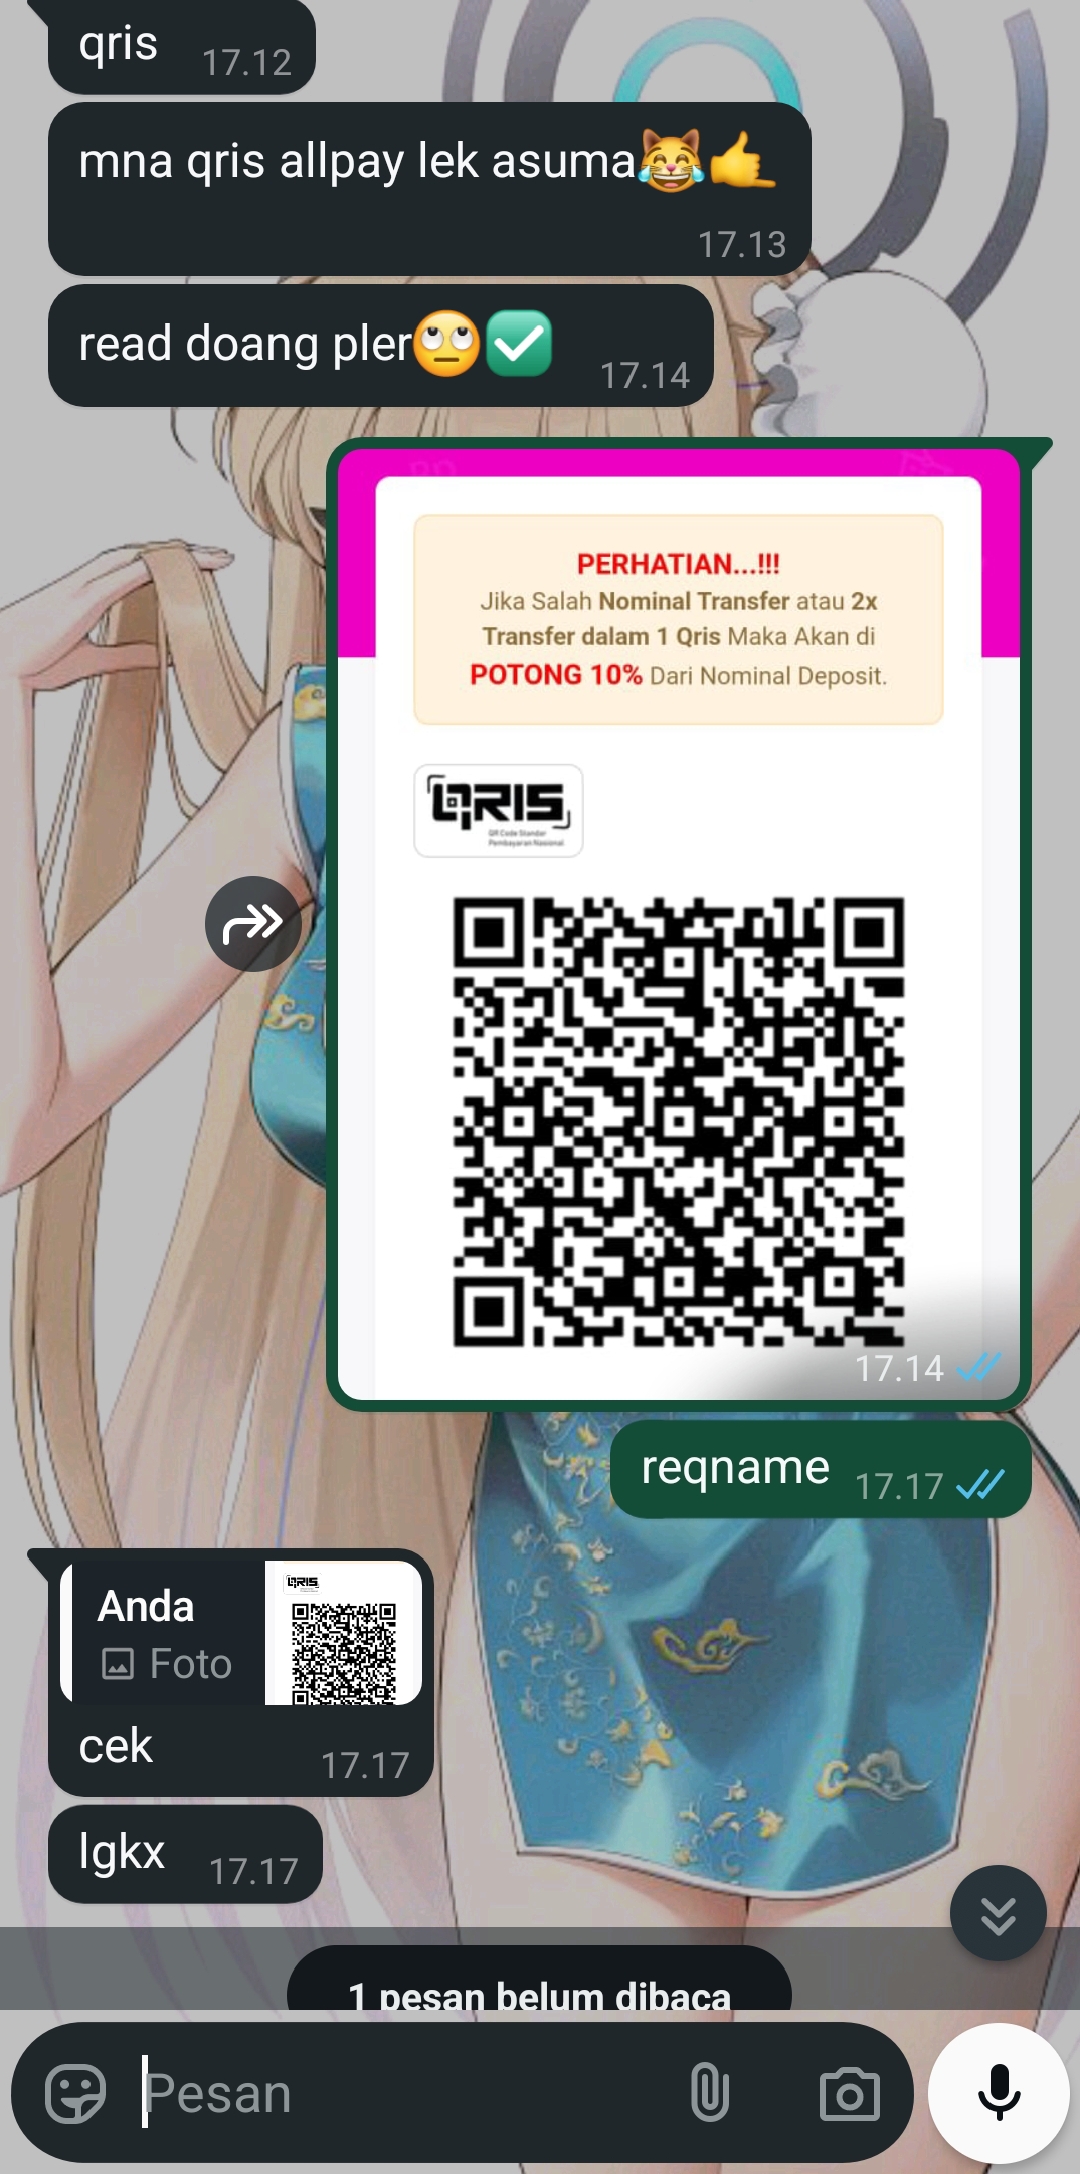 qris 17.12
mna qris allpay lek asuma😹🤙
17.13
read doang pler🙄✅ 17.14
Rp
PERHATIAN...!!!
Jika Salah Nominal Transfer atau 2x
Transfer dalam 1 Qris Maka Akan di
POTONG 10% Dari Nominal Deposit.
QRIS
QR Code Standar
Pembayaran Nasional
17.14
reqname 17.17
Anda
QRIS
Foto
cek 17.17
lgkx 17.17
1 pesan belum dibaca
Pesan